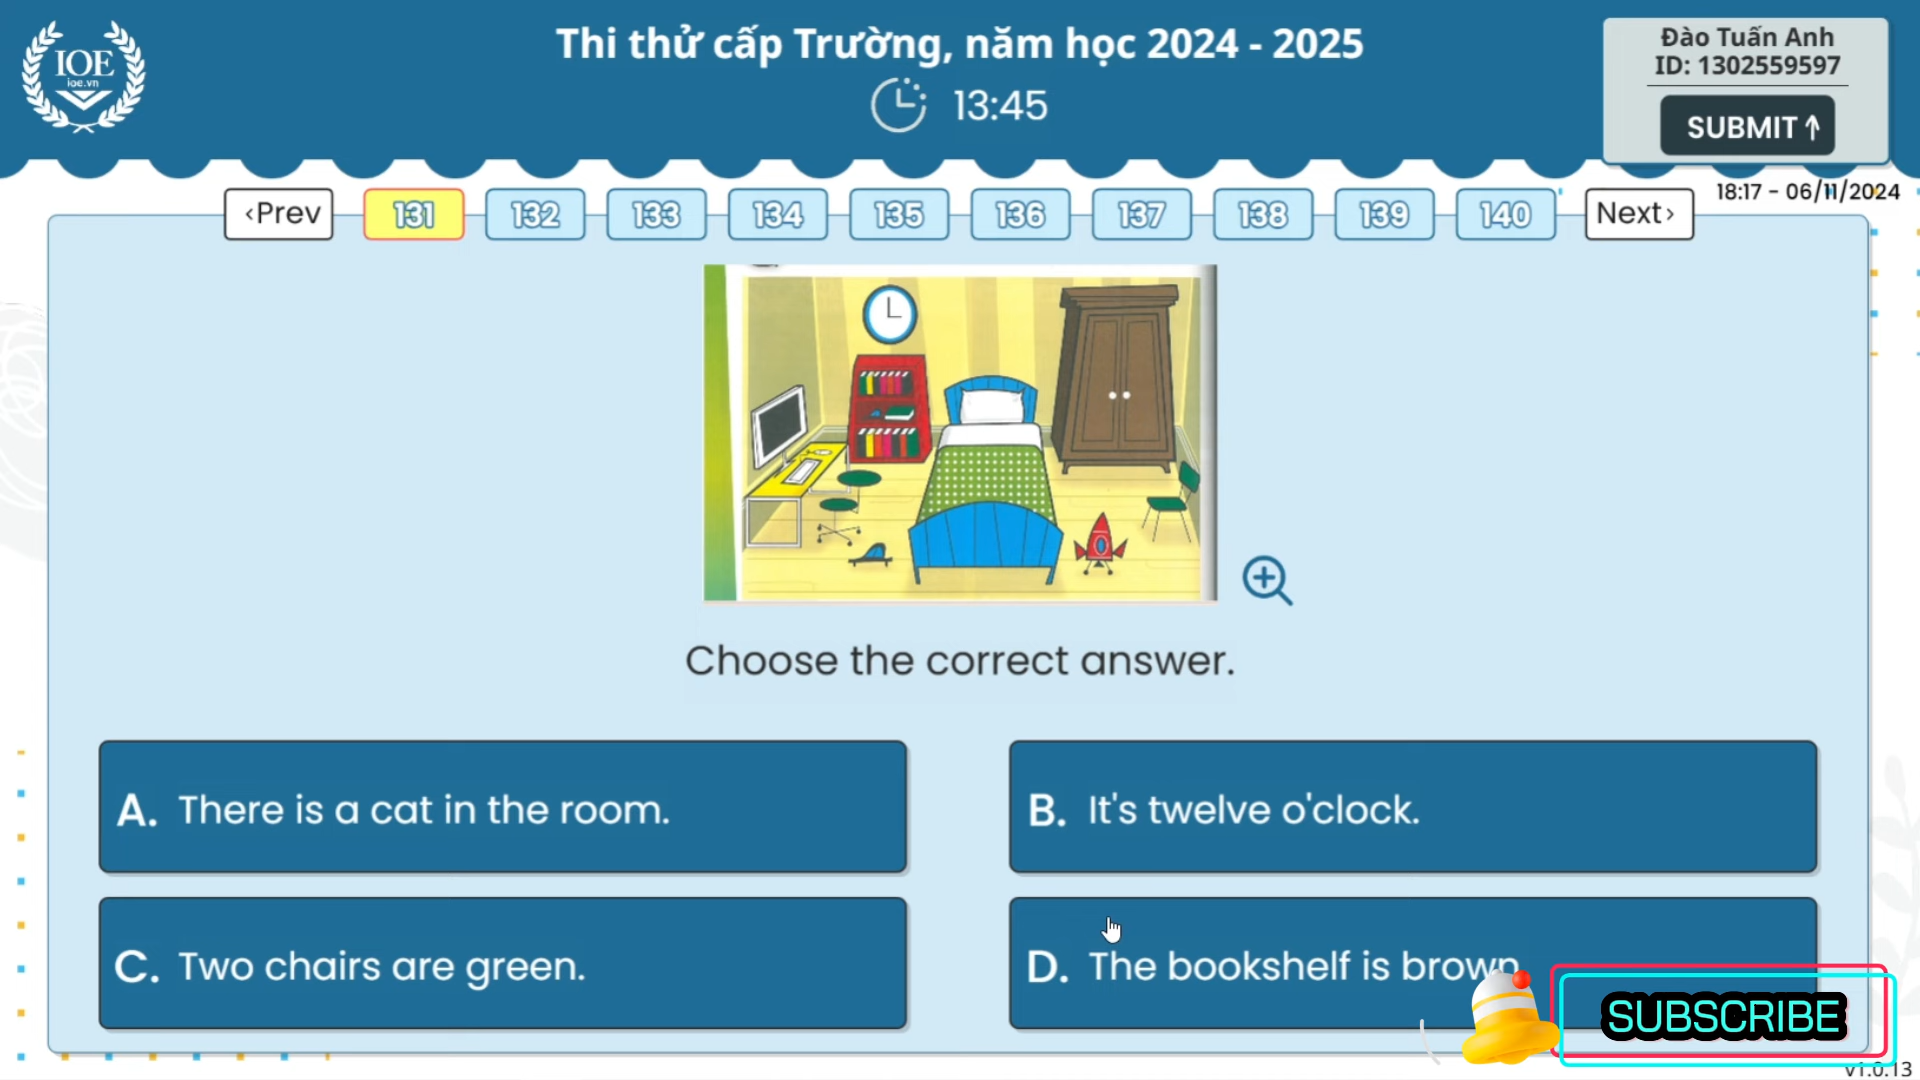 IOE
ioe.vn
Thi thử cấp Trường, năm học 2024 - 2025
13:45
Đào Tuấn Anh
ID: 1302559597
SUBMIT
18:17 - 06/11/2024
‹Prev
131
132
133
134
135
136
137
138
139
140
Next›
Choose the correct answer.
A. There is a cat in the room.
B. It's twelve o'clock.
C. Two chairs are green.
D. The bookshelf is brown
SUBSCRIBE
v1.0.13